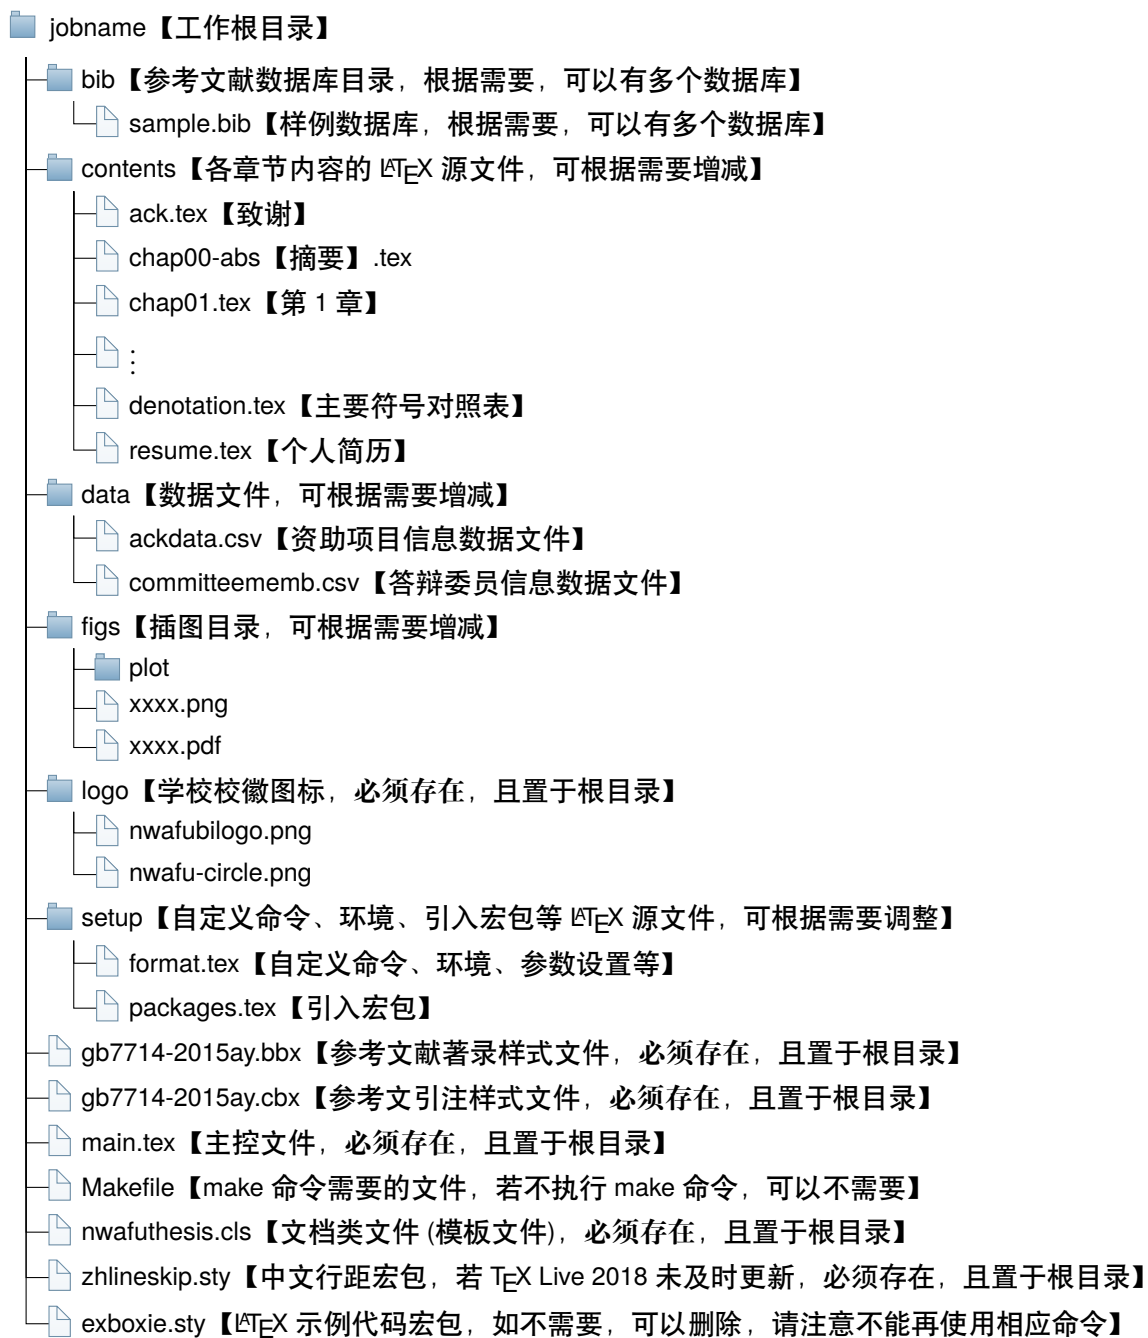 jobname【工作根目录】
bib【参考文献数据库目录，根据需要，可以有多个数据库】
sample.bib【样例数据库，根据需要，可以有多个数据库】
contents【各章节内容的 LATEX 源文件，可根据需要增减】
ack.tex【致谢】
chap00-abs【摘要】.tex
chap01.tex【第 1 章】
⋮
denotation.tex【主要符号对照表】
resume.tex【个人简历】
data【数据文件，可根据需要增减】
ackdata.csv【资助项目信息数据文件】
committeememb.csv【答辩委员信息数据文件】
figs【插图目录，可根据需要增减】
plot
xxxx.png
xxxx.pdf
logo【学校校徽图标，必须存在，且置于根目录】
nwafubilogo.png
nwafu-circle.png
setup【自定义命令、环境、引入宏包等 LATEX 源文件，可根据需要调整】
format.tex【自定义命令、环境、参数设置等】
packages.tex【引入宏包】
gb7714-2015ay.bbx【参考文献著录样式文件，必须存在，且置于根目录】
gb7714-2015ay.cbx【参考文引注样式文件，必须存在，且置于根目录】
main.tex【主控文件，必须存在，且置于根目录】
Makefile【make 命令需要的文件，若不执行 make 命令，可以不需要】
nwafuthesis.cls【文档类文件 (模板文件)，必须存在，且置于根目录】
zhlineskip.sty【中文行距宏包，若 TEX Live 2018 未及时更新，必须存在，且置于根目录】
exboxie.sty【LATEX 示例代码宏包，如不需要，可以删除，请注意不能再使用相应命令】